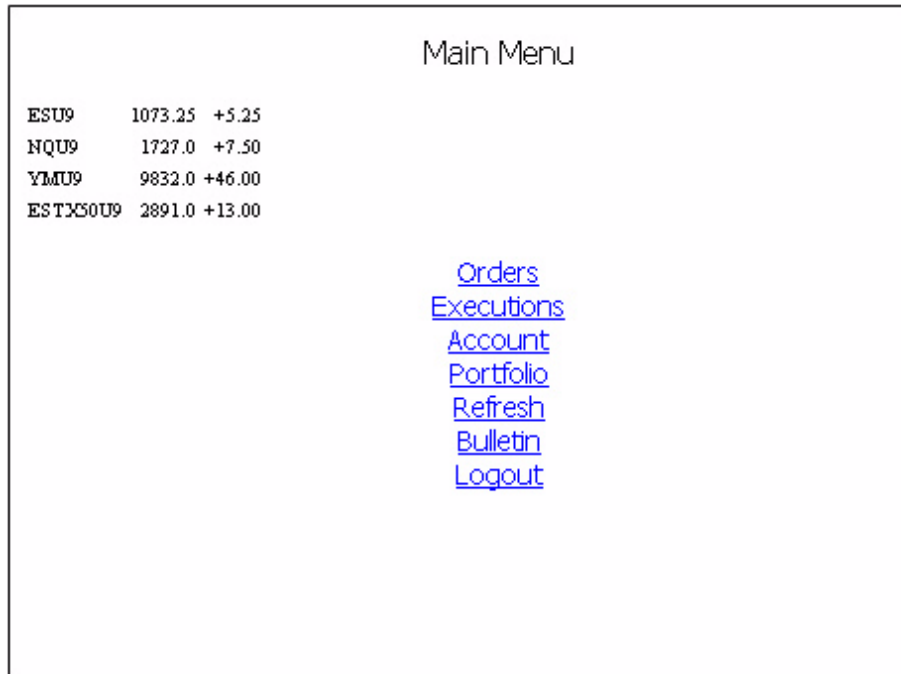 Main Menu
ESU9 1073.25 +5.25
NQU9 1727.0 +7.50
YMU9 9832.0 +46.00
ESTX50U9 2891.0 +13.00
Orders
Executions
Account
Portfolio
Refresh
Bulletin
Logout